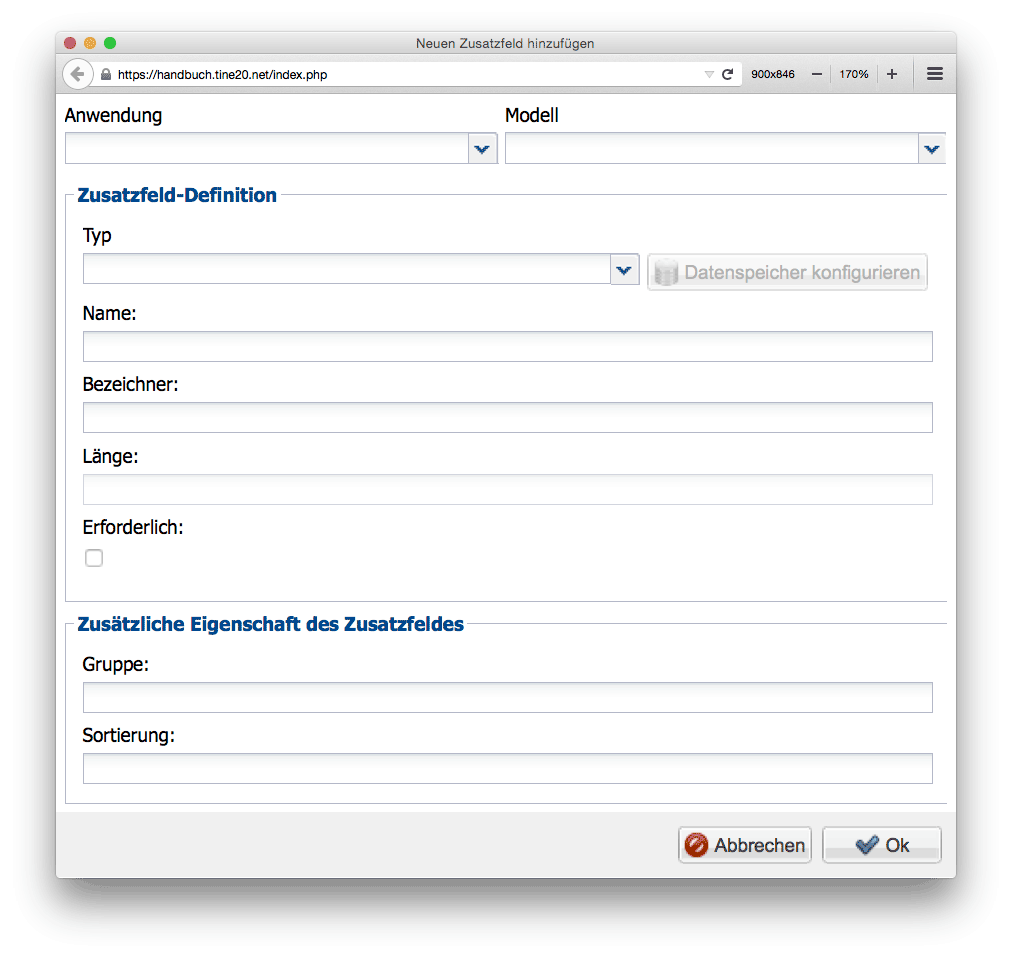 Neuen Zusatzfeld hinzufügen
https://handbuch.tine20.net/index.php 900x846 170%
Anwendung Modell
Zusatzfeld-Definition
Typ
Datenspeicher konfigurieren
Name:
Bezeichner:
Länge:
Erforderlich:
Zusätzliche Eigenschaft des Zusatzfeldes
Gruppe:
Sortierung:
Abbrechen Ok